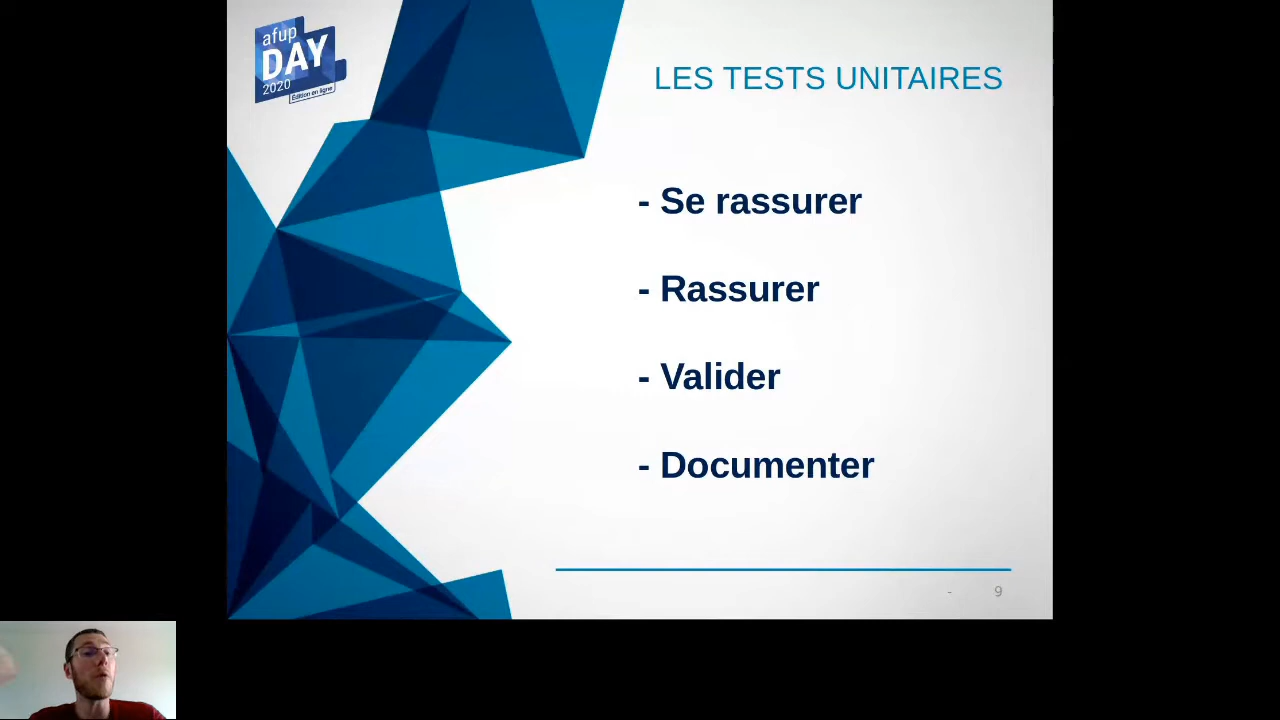 afup
DAY
2020
Édition en ligne
LES TESTS UNITAIRES
- Se rassurer
- Rassurer
- Valider
- Documenter
- 9